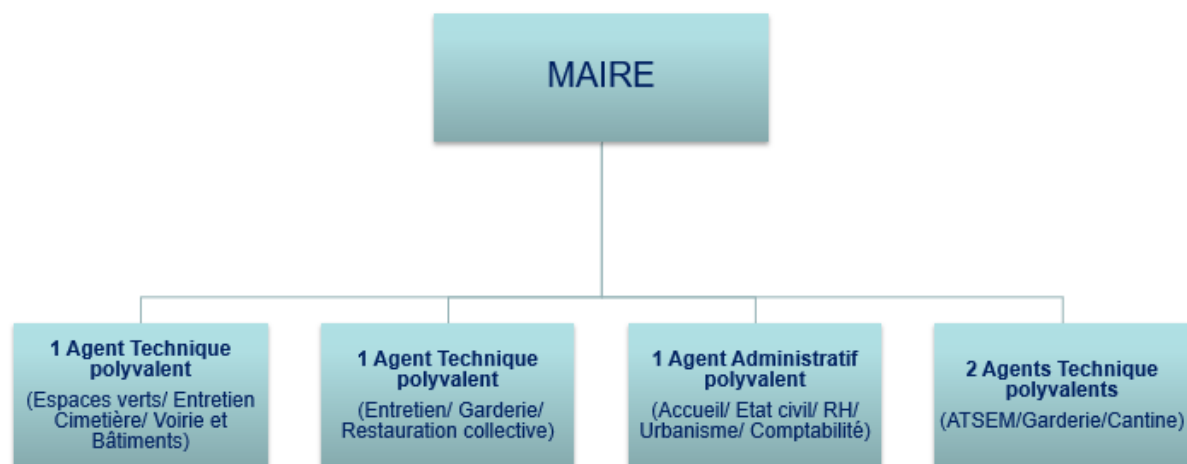 MAIRE
1 Agent Technique
polyvalent
(Espaces verts/ Entretien
Cimetière/ Voirie et
Bâtiments)
1 Agent Technique
polyvalent
(Entretien/ Garderie/
Restauration collective)
1 Agent Administratif
polyvalent
(Accueil/ Etat civil/ RH/
Urbanisme/ Comptabilité)
2 Agents Technique
polyvalents
(ATSEM/Garderie/Cantine)